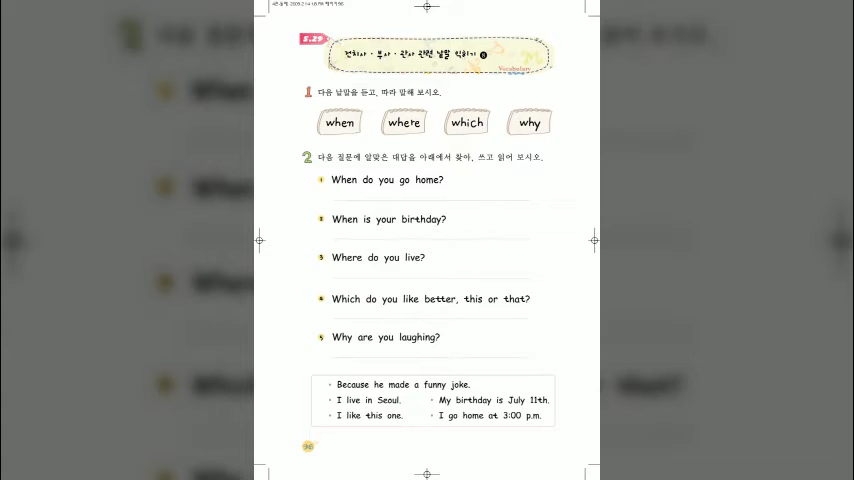 5.29
전치사 · 부사 · 관사 관련 낱말 익히기 8
Vocabulary
1 다음 낱말을 듣고, 따라 말해 보시오.
when where which why
2 다음 질문에 알맞은 대답을 아래에서 찾아, 쓰고 읽어 보시오.
1 When do you go home?
2 When is your birthday?
3 Where do you live?
4 Which do you like better, this or that?
5 Why are you laughing?
• Because he made a funny joke.
• I live in Seoul. • My birthday is July 11th.
• I like this one. • I go home at 3:00 p.m.
96